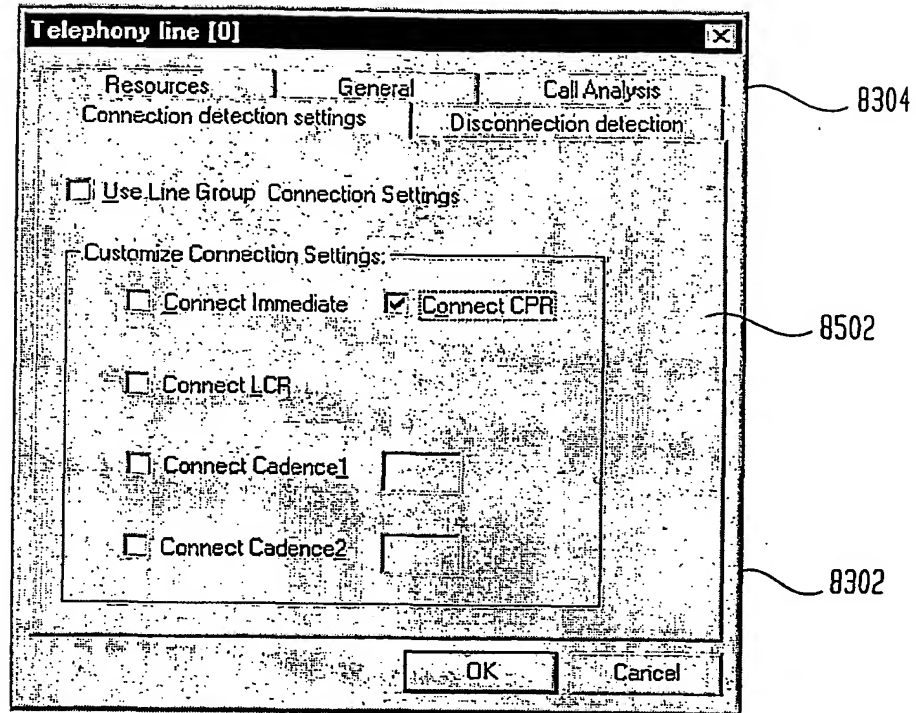 Telephony line [0]
Resources General Call Analysis
8304
Connection detection settings Disconnection detection
Use Line Group Connection Settings
Customize Connection Settings:
Connect Immediate Connect CPR
8502
Connect LCR
Connect Cadence1
Connect Cadence2
8302
OK Cancel